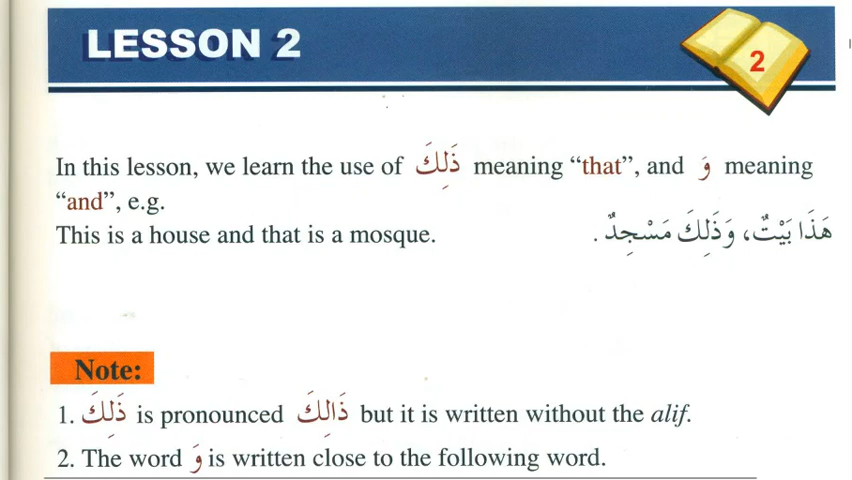 LESSON 2
2
In this lesson, we learn the use of ذَلِكَ meaning “that”, and وَ meaning
“and”, e.g.
This is a house and that is a mosque. هَذَا بَيْتٌ، وَذَلِكَ مَسْجِدٌ .
Note:
1. ذَلِكَ is pronounced ذَالِكَ but it is written without the alif.
2. The word وَ is written close to the following word.